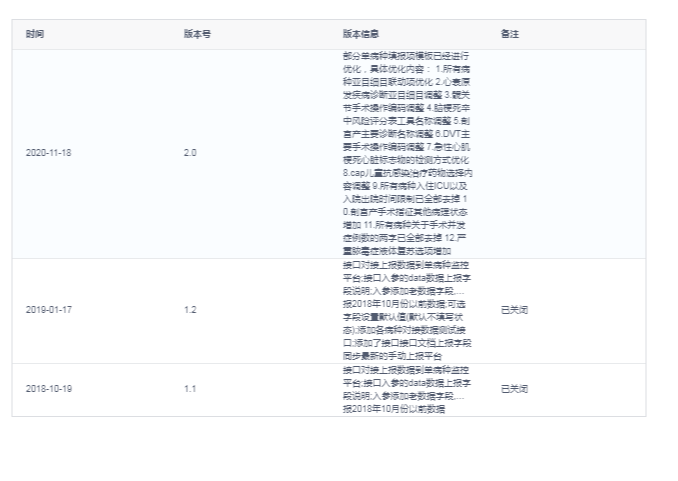 时间 版本号 版本信息 备注
部分单病种填报项模板已经进行
优化，具体优化内容： 1.所有病
种亚目细目联动项优化 2.心衰原
发疾病诊断亚目细目调整 3.髋关
节手术操作编码调整 4.脑梗死卒
中风险评分表工具名称调整 5.剖
宫产主要诊断名称调整 6.DVT主
要手术操作编码调整 7.急性心肌
梗死心脏标志物的检测方式优化
8.cap儿童抗感染治疗药物选择内
容调整 9.所有病种入住ICU以及
入院出院时间限制已全部去掉 1
0.剖宫产手术指征其他病理状态
增加 11.所有病种关于手术并发
症例数的两字已全部去掉 12.严
重脓毒症液体复苏选项增加
2020-11-18 2.0
接口对接上报数据到单病种监控
平台;接口入参的data数据上报字
段说明;入参添加老数据字段,...
报2018年10月份以前数据;可选
字段设置默认值(默认不填写状
态);添加各病种对接数据测试接
口;添加了接口接口文档上报字段
同步最新的手动上报平台
2019-01-17 1.2 已关闭
接口对接上报数据到单病种监控
平台;接口入参的data数据上报字
段说明;入参添加老数据字段,...
报2018年10月份以前数据
2018-10-19 1.1 已关闭